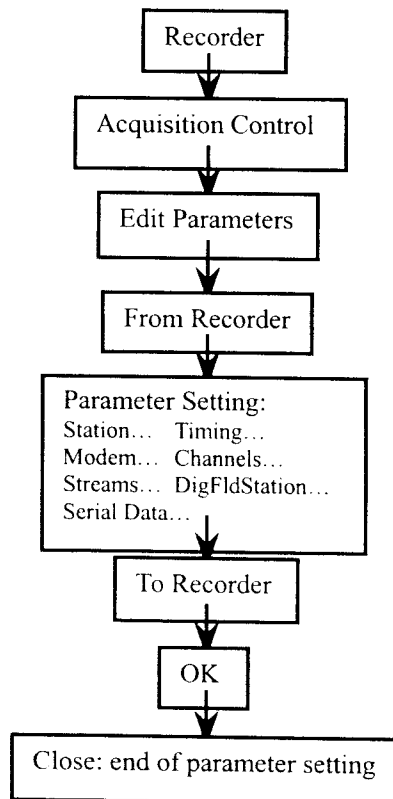 Recorder
Acquisition Control
Edit Parameters
From Recorder
Parameter Setting:
Station... Timing...
Modem... Channels...
Streams... DigFldStation...
Serial Data...
To Recorder
OK
Close: end of parameter setting